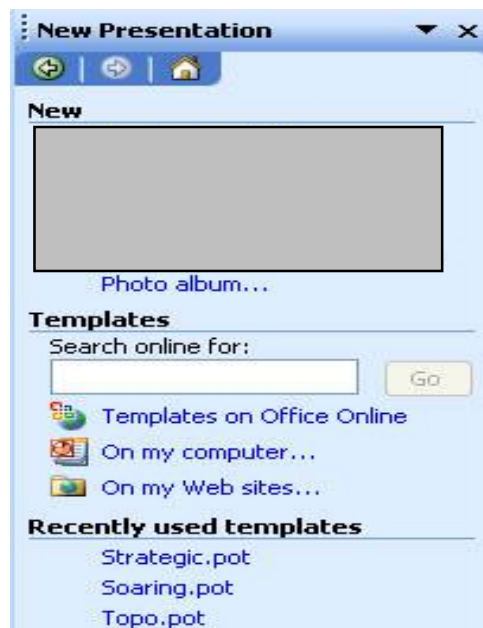 New Presentation
New
Photo album...
Templates
Search online for:
Go
Templates on Office Online
On my computer...
On my Web sites...
Recently used templates
Strategic.pot
Soaring.pot
Topo.pot